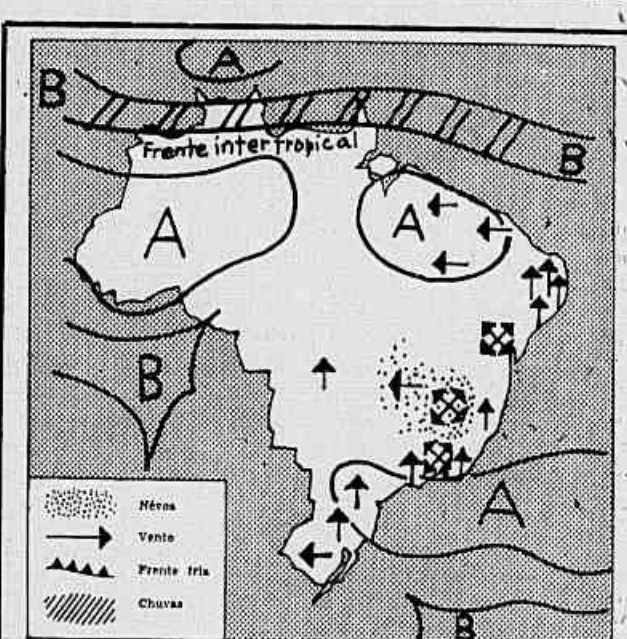 A
B
B
Frente intertropical
A
A
B
A
B
Névoa
Vento
Frente fria
Chuvas